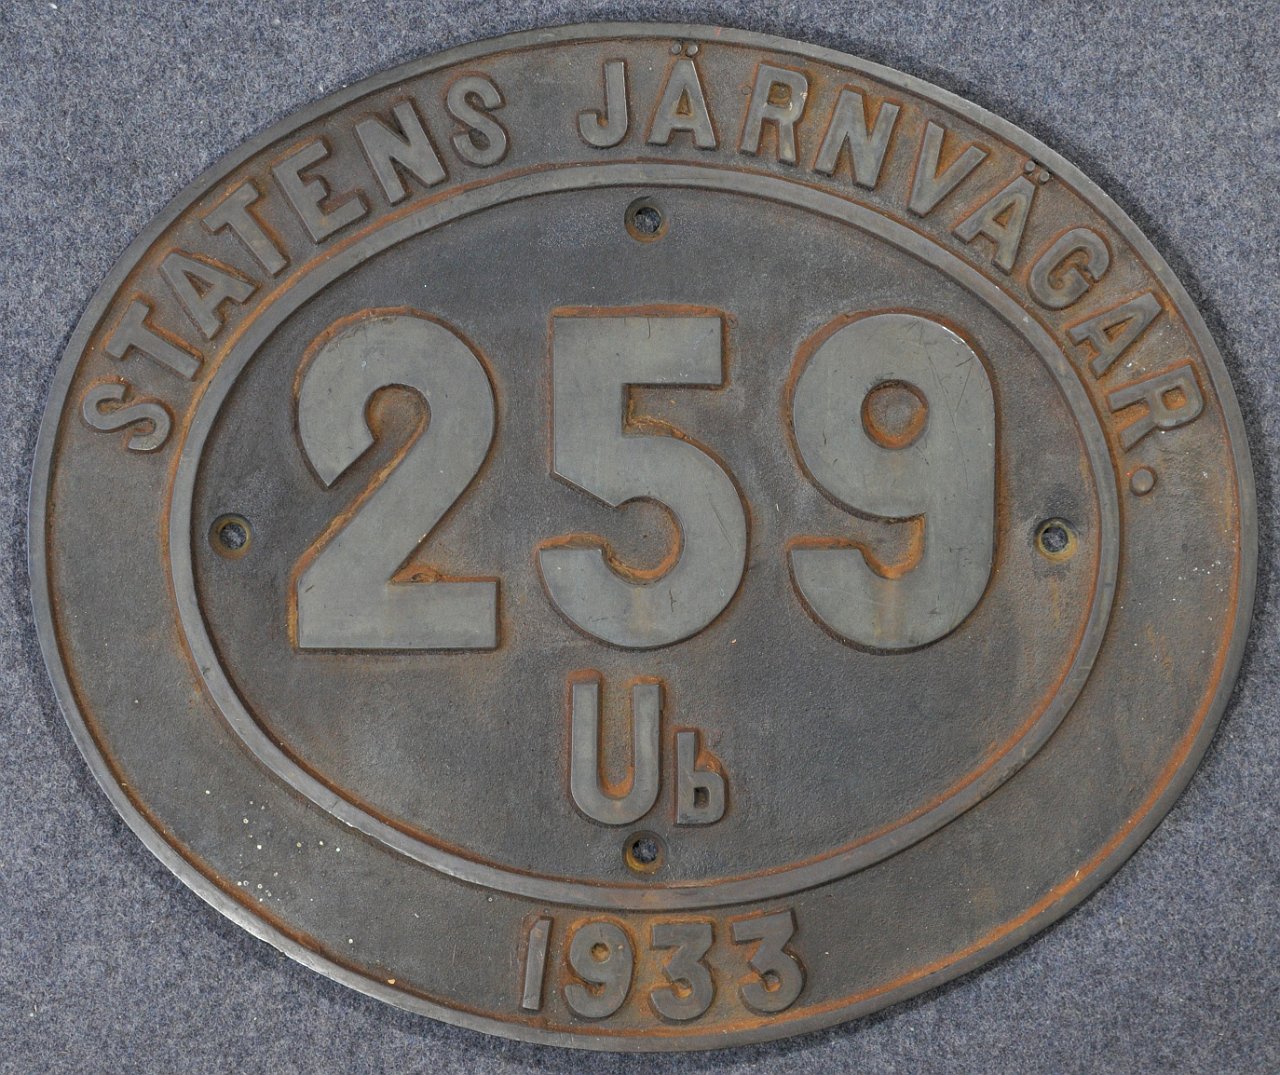 STATENS JÄRNVÄGAR.
259
Ub
1933